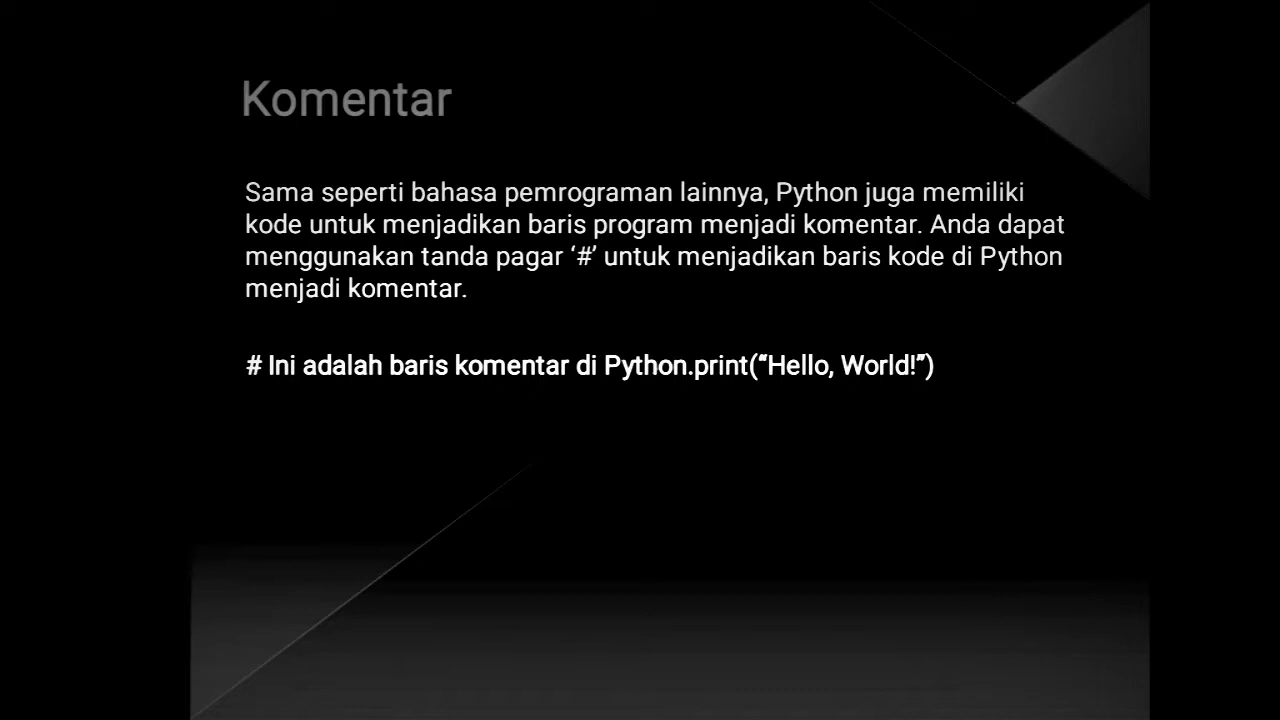 Komentar
Sama seperti bahasa pemrograman lainnya, Python juga memiliki
kode untuk menjadikan baris program menjadi komentar. Anda dapat
menggunakan tanda pagar ‘#’ untuk menjadikan baris kode di Python
menjadi komentar.
# Ini adalah baris komentar di Python.print(“Hello, World!”)